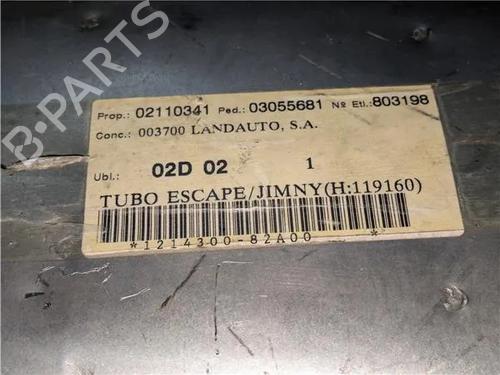 B-PARTS
Prop.: 02110341 Ped.: 03055681 Nº Eti.: 803198
Conc.: 003700 LANDAUTO, S.A.
Ubl.: 02D 02 1
TUBO ESCAPE/JIMNY(H:119160)
*1214300-82A00 *